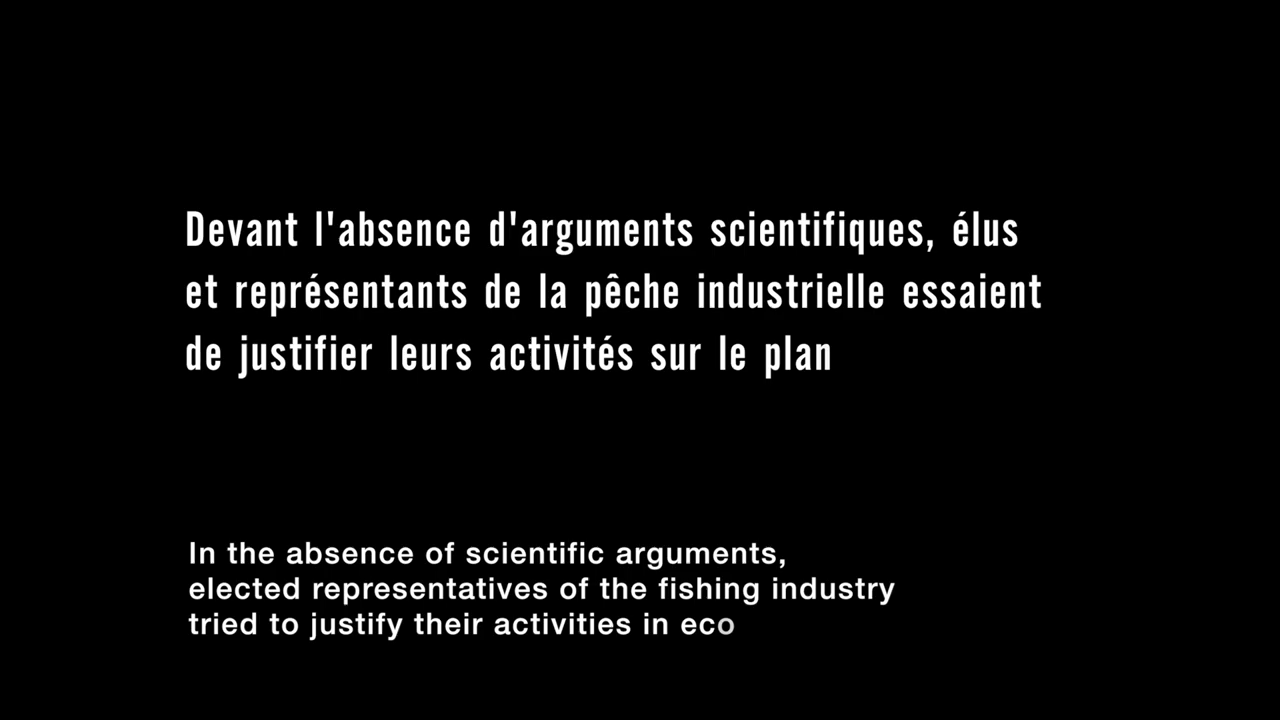 Devant l'absence d'arguments scientifiques, élus
et représentants de la pêche industrielle essaient
de justifier leurs activités sur le plan
In the absence of scientific arguments,
elected representatives of the fishing industry
tried to justify their activities in eco